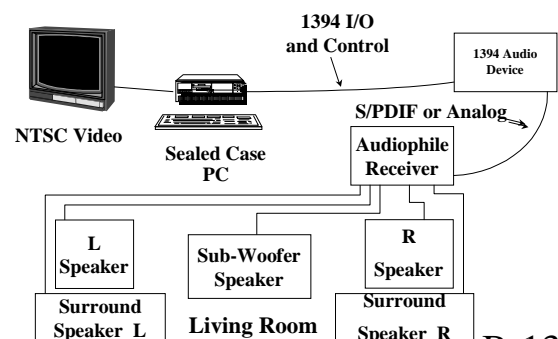 1394 I/O
and Control
1394 Audio
Device
S/PDIF or Analog
NTSC Video
Sealed Case
PC
Audiophile
Receiver
L
Speaker
Sub-Woofer
Speaker
R
Speaker
Surround
Speaker L
Living Room
Surround
Speaker R